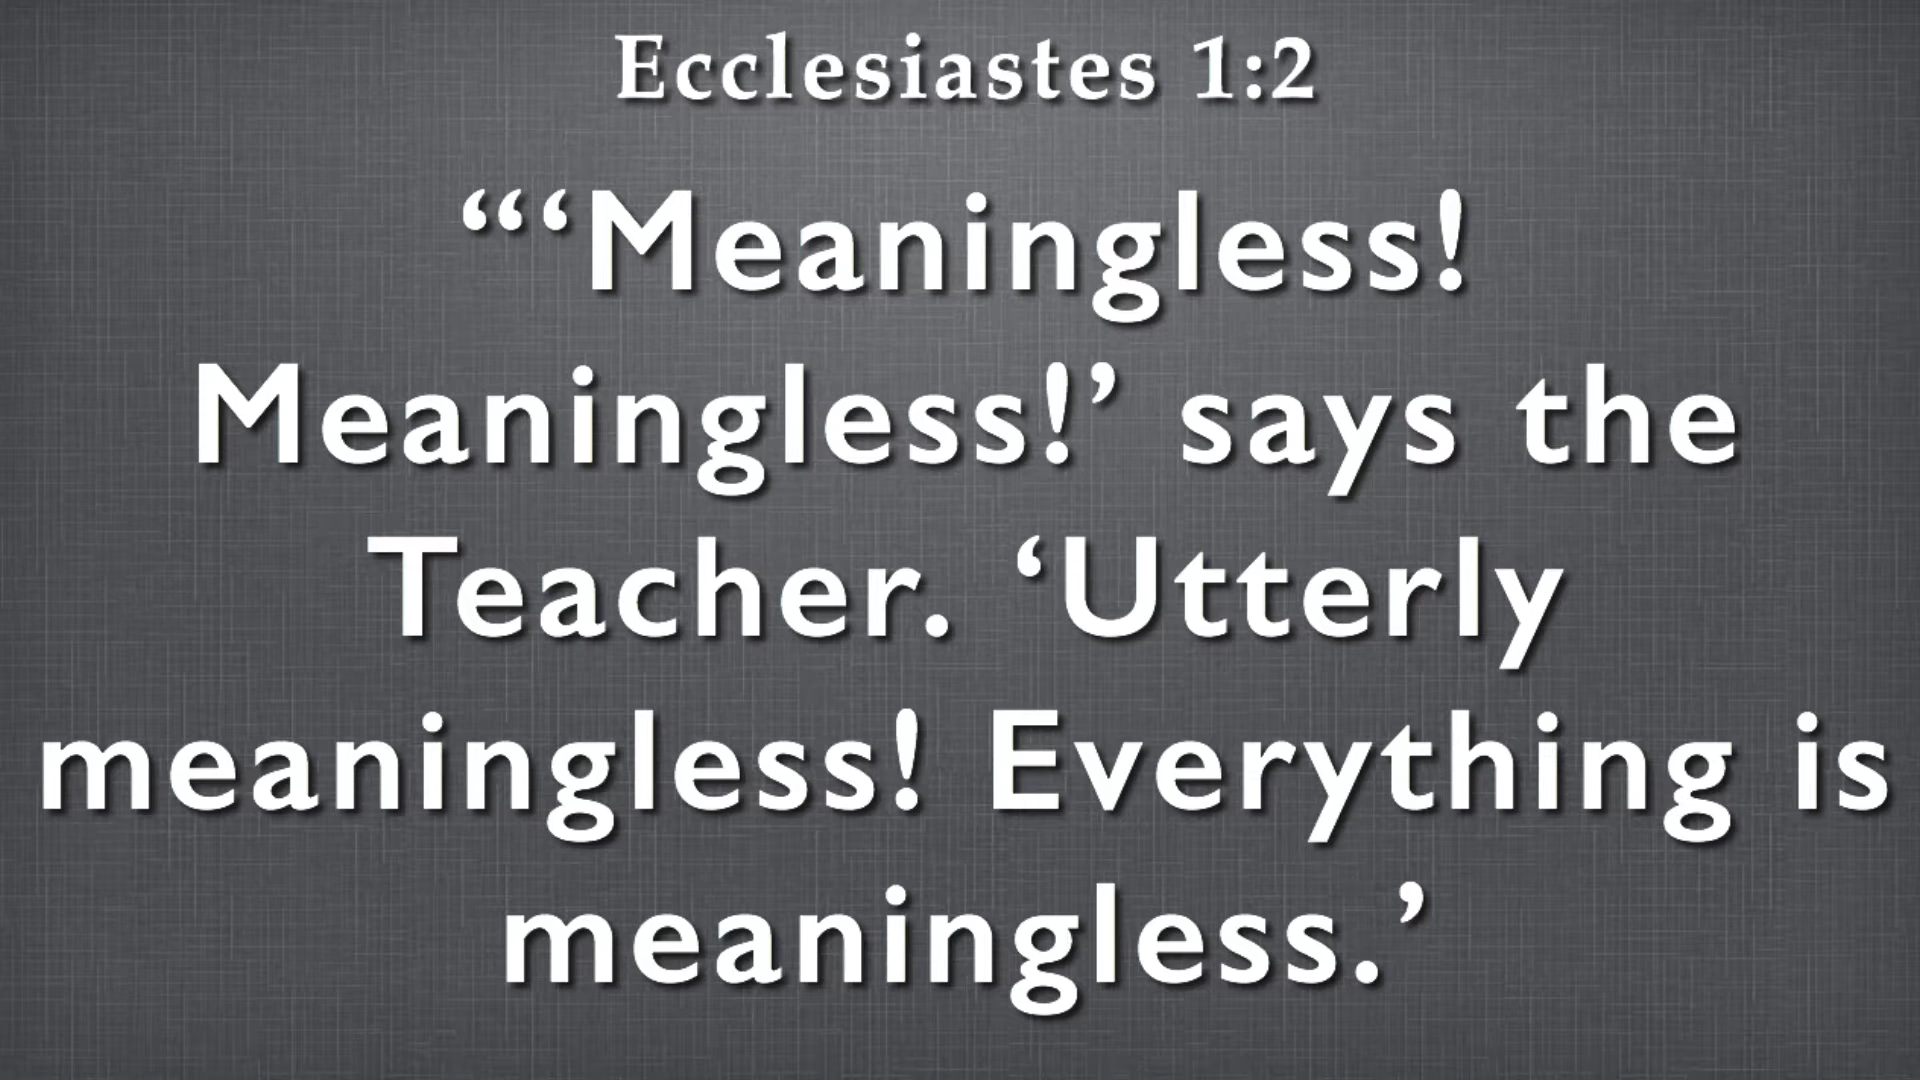 Ecclesiastes 1:2
“‘Meaningless!
Meaningless!’ says the
Teacher. ‘Utterly
meaningless! Everything is
meaningless.’